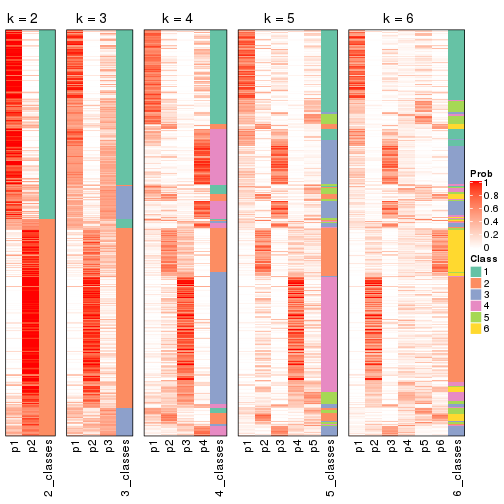 k = 2
k = 3
k = 4
k = 5
k = 6
Prob
1
0.8
0.6
0.4
0.2
0
Class
1
2
3
4
5
6
p1
p2
2_classes
p1
p2
p3
3_classes
p1
p2
p3
p4
4_classes
p1
p2
p3
p4
p5
5_classes
p1
p2
p3
p4
p5
p6
6_classes